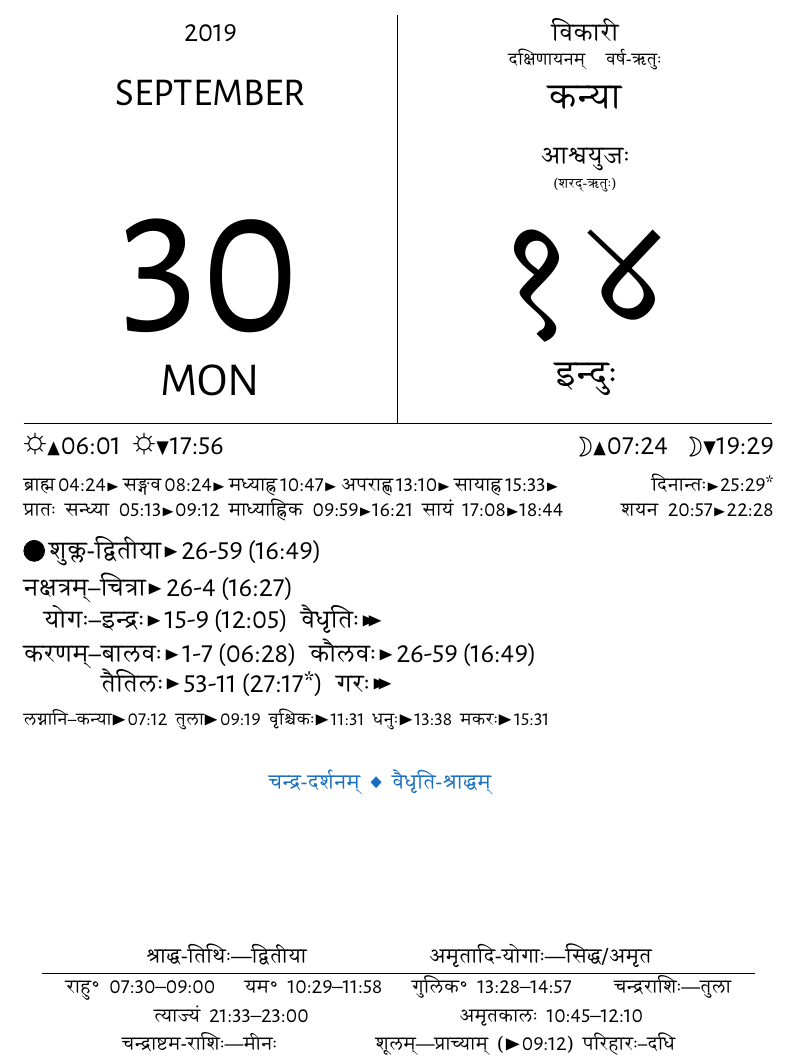 2019
SEPTEMBER
30
MON
विकारी
दक्षिणायनम् वर्ष-ऋतुः
कन्या
आश्वयुजः
(शरद्-ऋतुः)
१४
इन्दुः
☼▲06:01 ☼▼17:56 ☽▲07:24 ☽▼19:29
ब्राह्म 04:24► सङ्गव 08:24► मध्याह्न 10:47► अपराह्ण 13:10► सायाह्न 15:33► दिनान्तः►25:29*
प्रातः सन्ध्या 05:13►09:12 माध्याह्निक 09:59►16:21 सायं 17:08►18:44 शयन 20:57►22:28
●शुक्ल-द्वितीया►26-59 (16:49)
नक्षत्रम्–चित्रा►26-4 (16:27)
योगः–इन्द्रः►15-9 (12:05) वैधृतिः►►
करणम्–बालवः►1-7 (06:28) कौलवः►26-59 (16:49)
तैतिलः►53-11 (27:17*) गरः►►
लग्नानि–कन्या►07:12 तुला►09:19 वृश्चिकः►11:31 धनुः►13:38 मकरः►15:31
चन्द्र-दर्शनम् ◆ वैधृति-श्राद्धम्
श्राद्ध-तिथिः—द्वितीया अमृतादि-योगाः—सिद्ध/अमृत
राहु° 07:30–09:00 यम° 10:29–11:58 गुलिक° 13:28–14:57 चन्द्रराशिः—तुला
त्याज्यं 21:33–23:00 अमृतकालः 10:45–12:10
चन्द्राष्टम-राशिः—मीनः शूलम्—प्राच्याम् (►09:12) परिहारः–दधि